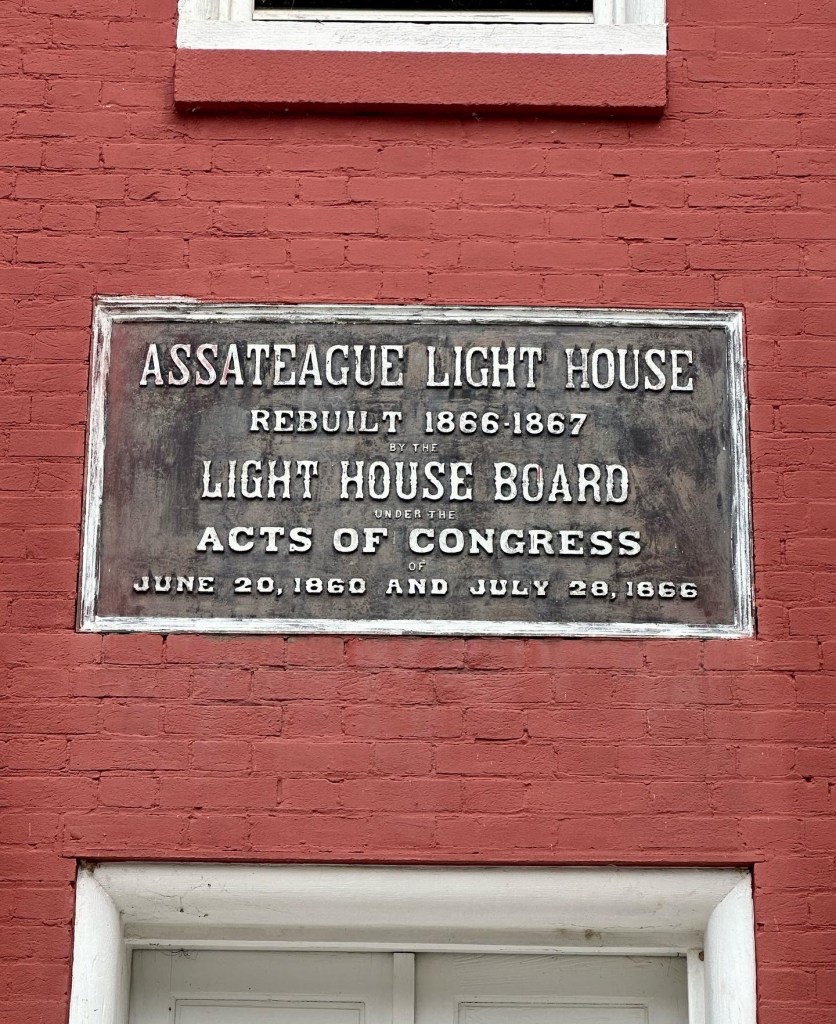 ASSATEAGUE LIGHT HOUSE
REBUILT 1866-1867
BY THE
LIGHT HOUSE BOARD
UNDER THE
ACTS OF CONGRESS
OF
JUNE 20, 1860 AND JULY 28, 1866